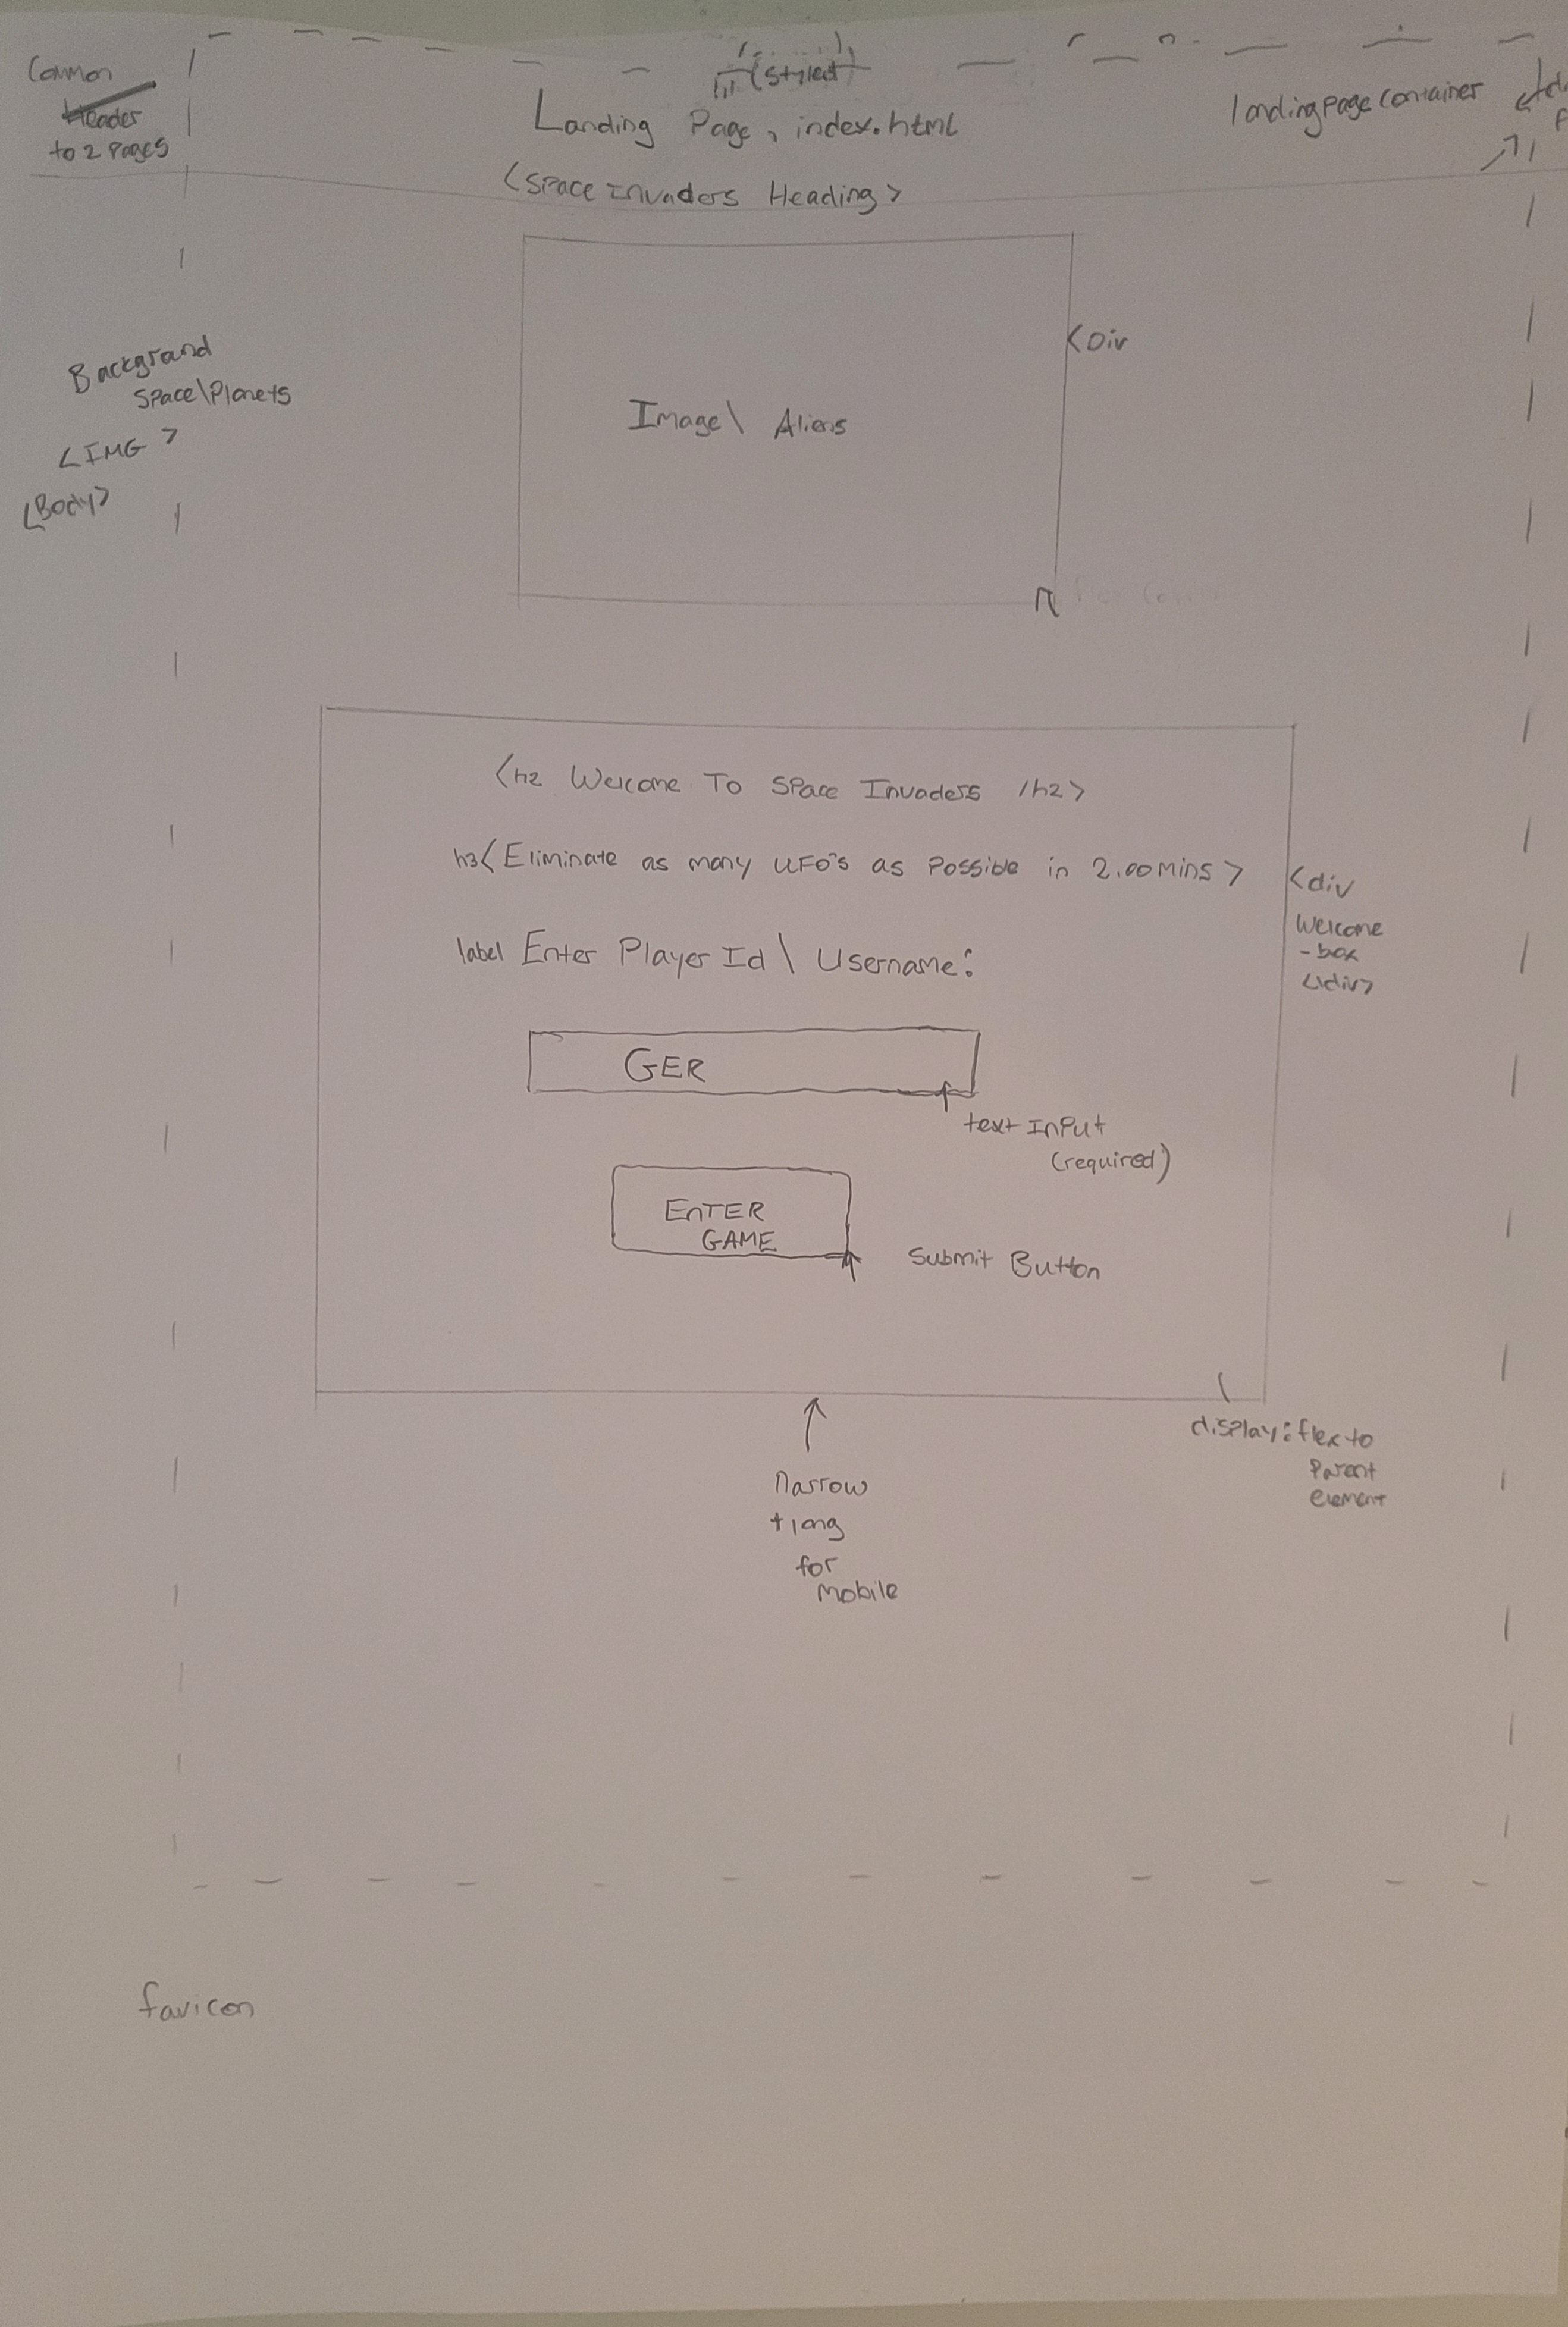 (styled)
Common
Header
to 2 Pages
Landing Page, index.html
landingpage container
<Space Invaders Heading>
<Div
Background
Space\Planets
<IMG>
<Body>
Image\ Aliens
<h2 Welcome To Space Invaders /h2>
h3<Eliminate as many UFO's as Possible in 2.00mins>
<div
Welcome
-box
<\div>
label Enter Player Id \ Username:
GER
text InPut
(required)
ENTER
GAME
Submit Button
display:flex to
Parent
element
Narrow
+ long
for
Mobile
favicon